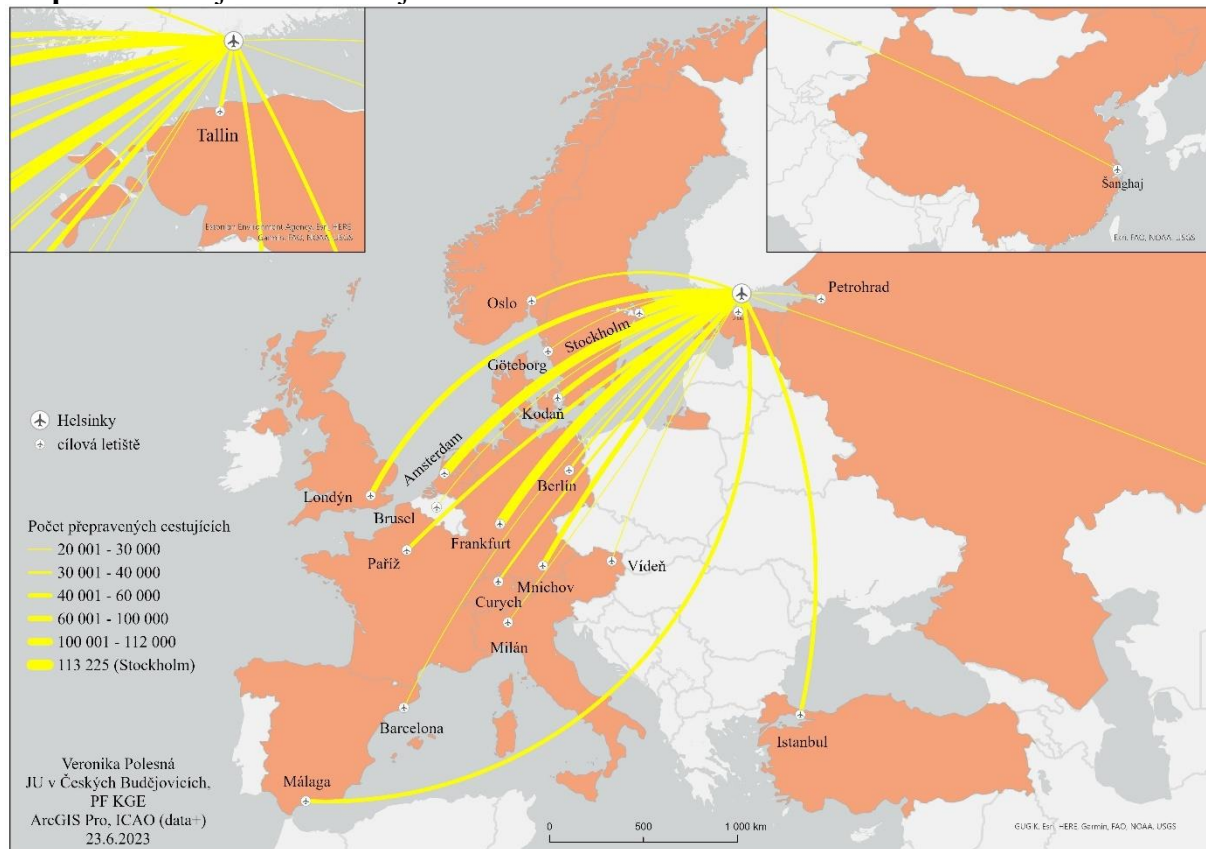 Tallin
Estonian Environment Agency, Esri, HERE,
Garmin, FAO, NOAA, USGS
Šanghaj
Esri, FAO, NOAA, USGS
Oslo
Petrohrad
Stockholm
Göteborg
Kodaň
Helsinky
cílová letiště
Amsterdam
Berlín
Londýn
Brusel
Počet přepravených cestujících
20 001 - 30 000
30 001 - 40 000
40 001 - 60 000
60 001 - 100 000
100 001 - 112 000
113 225 (Stockholm)
Frankfurt
Paříž
Vídeň
Mnichov
Curych
Milán
Barcelona
Istanbul
Málaga
Veronika Polesná
JU v Českých Budějovicích,
PF KGE
ArcGIS Pro, ICAO (data+)
23.6.2023
0 500 1 000 km
GUGiK, Esri, HERE, Garmin, FAO, NOAA, USGS